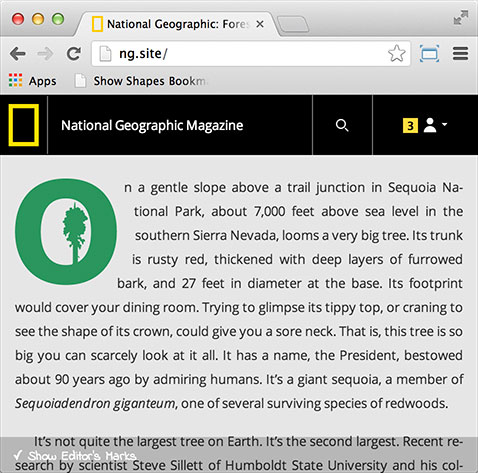 National Geographic: Fores
ng.site/
Apps
Show Shapes Bookm
National Geographic Magazine
3
On a gentle slope above a trail junction in Sequoia Na-
tional Park, about 7,000 feet above sea level in the
southern Sierra Nevada, looms a very big tree. Its trunk
is rusty red, thickened with deep layers of furrowed
bark, and 27 feet in diameter at the base. Its footprint
would cover your dining room. Trying to glimpse its tippy top, or craning to
see the shape of its crown, could give you a sore neck. That is, this tree is so
big you can scarcely look at it all. It has a name, the President, bestowed
about 90 years ago by admiring humans. It’s a giant sequoia, a member of
Sequoiadendron giganteum, one of several surviving species of redwoods.
It’s not quite the largest tree on Earth. It’s the second largest. Recent re-
search by scientist Steve Sillett of Humboldt State University and his col-
✓ Show Editor's Marks